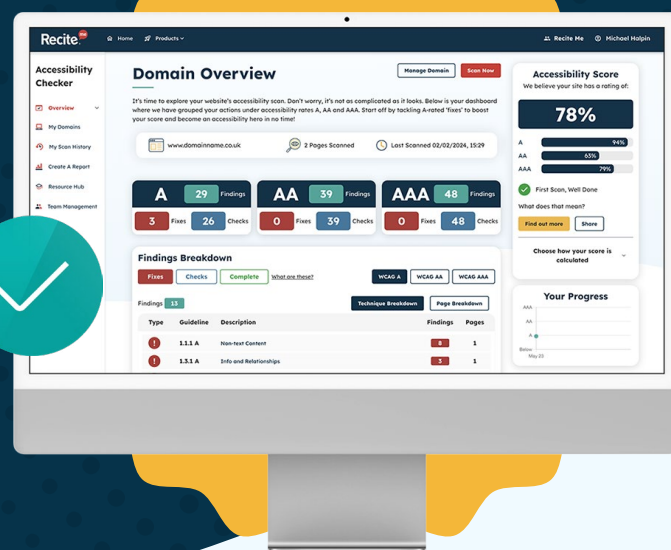 Recite me
Home
Products
Recite Me
Michael Halpin
Accessibility
Checker
Overview
My Domains
My Scan History
Create A Report
Resource Hub
Team Management
Domain Overview
Manage Domain
Scan Now
It's time to explore your website's accessibility scan. Don't worry, it's not as complicated as it looks. Below is your dashboard
where we have grouped your actions under accessibility rates A, AA and AAA. Start off by tackling A-rated 'fixes' to boost
your score and become an accessibility hero in no time!
www.domainname.co.uk
2 Pages Scanned
Last Scanned 02/02/2024, 15:29
A 29 Findings
3 Fixes 26 Checks
AA 39 Findings
0 Fixes 39 Checks
AAA 48 Findings
0 Fixes 48 Checks
Findings Breakdown
Fixes
Checks
Complete
What are these?
WCAG A
WCAG AA
WCAG AAA
Findings 13
Technique Breakdown
Page Breakdown
Type Guideline Description Findings Pages
! 1.1.1 A Non-text Content 8 1
! 1.3.1 A Info and Relationships 3 1
Accessibility Score
We believe your site has a rating of:
78%
A 94%
AA 63%
AAA 79%
First Scan, Well Done
What does that mean?
Find out more
Share
Choose how your score is
calculated
Your Progress
AAA
AA
A
Below
May 23